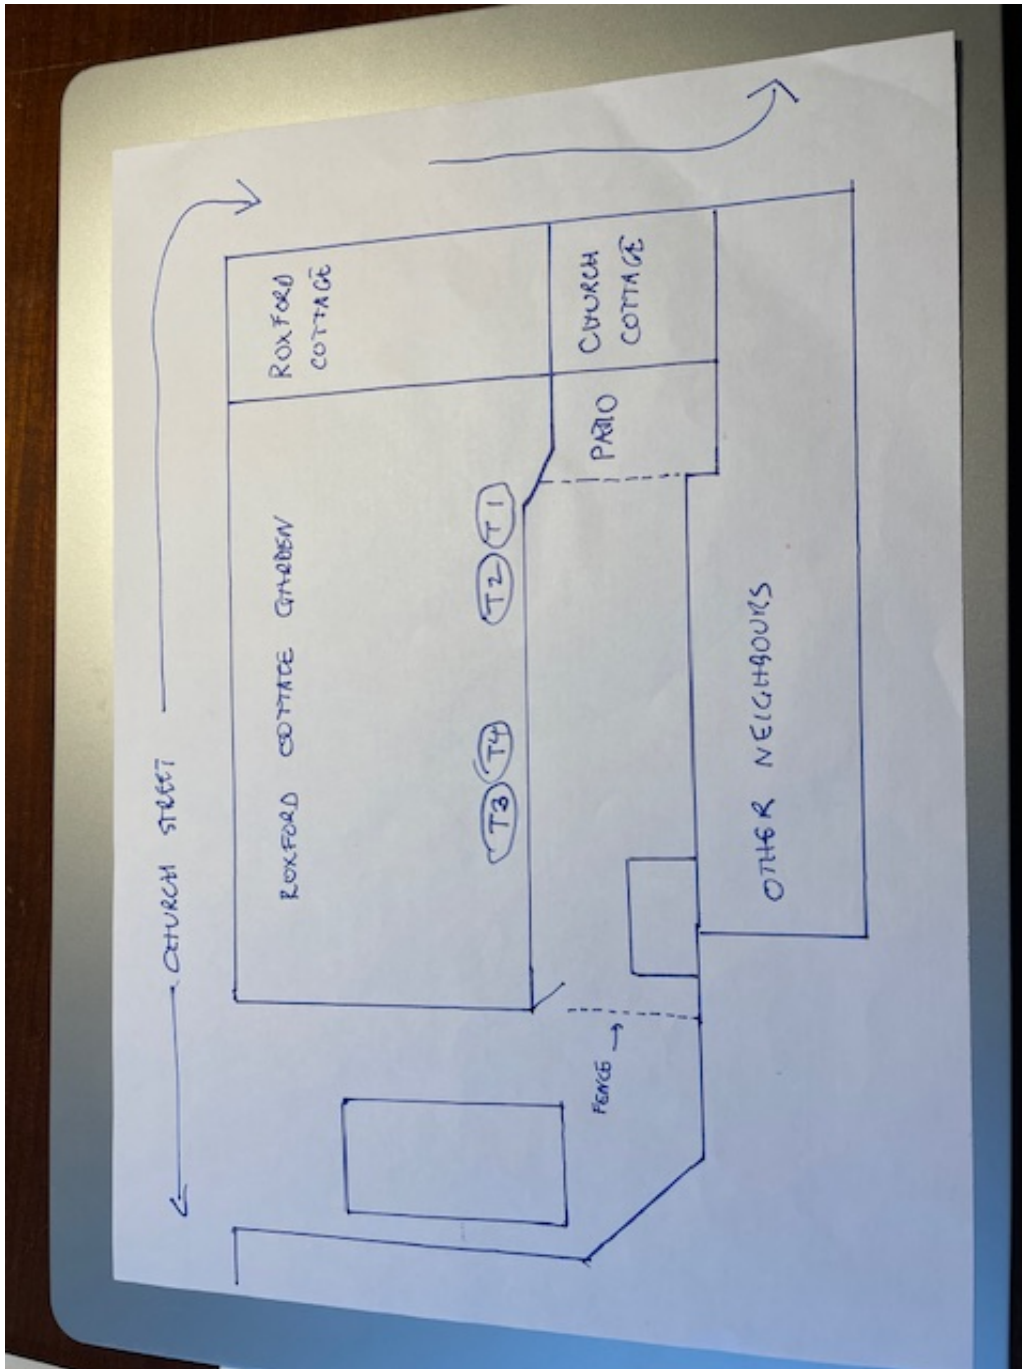 CHURCH STREET
ROXFORD
COTTAGE
ROXFORD COTTAGE GARDEN
CHURCH
COTTAGE
PATIO
T1
T2
T4
T3
FENCE
OTHER NEIGHBOURS